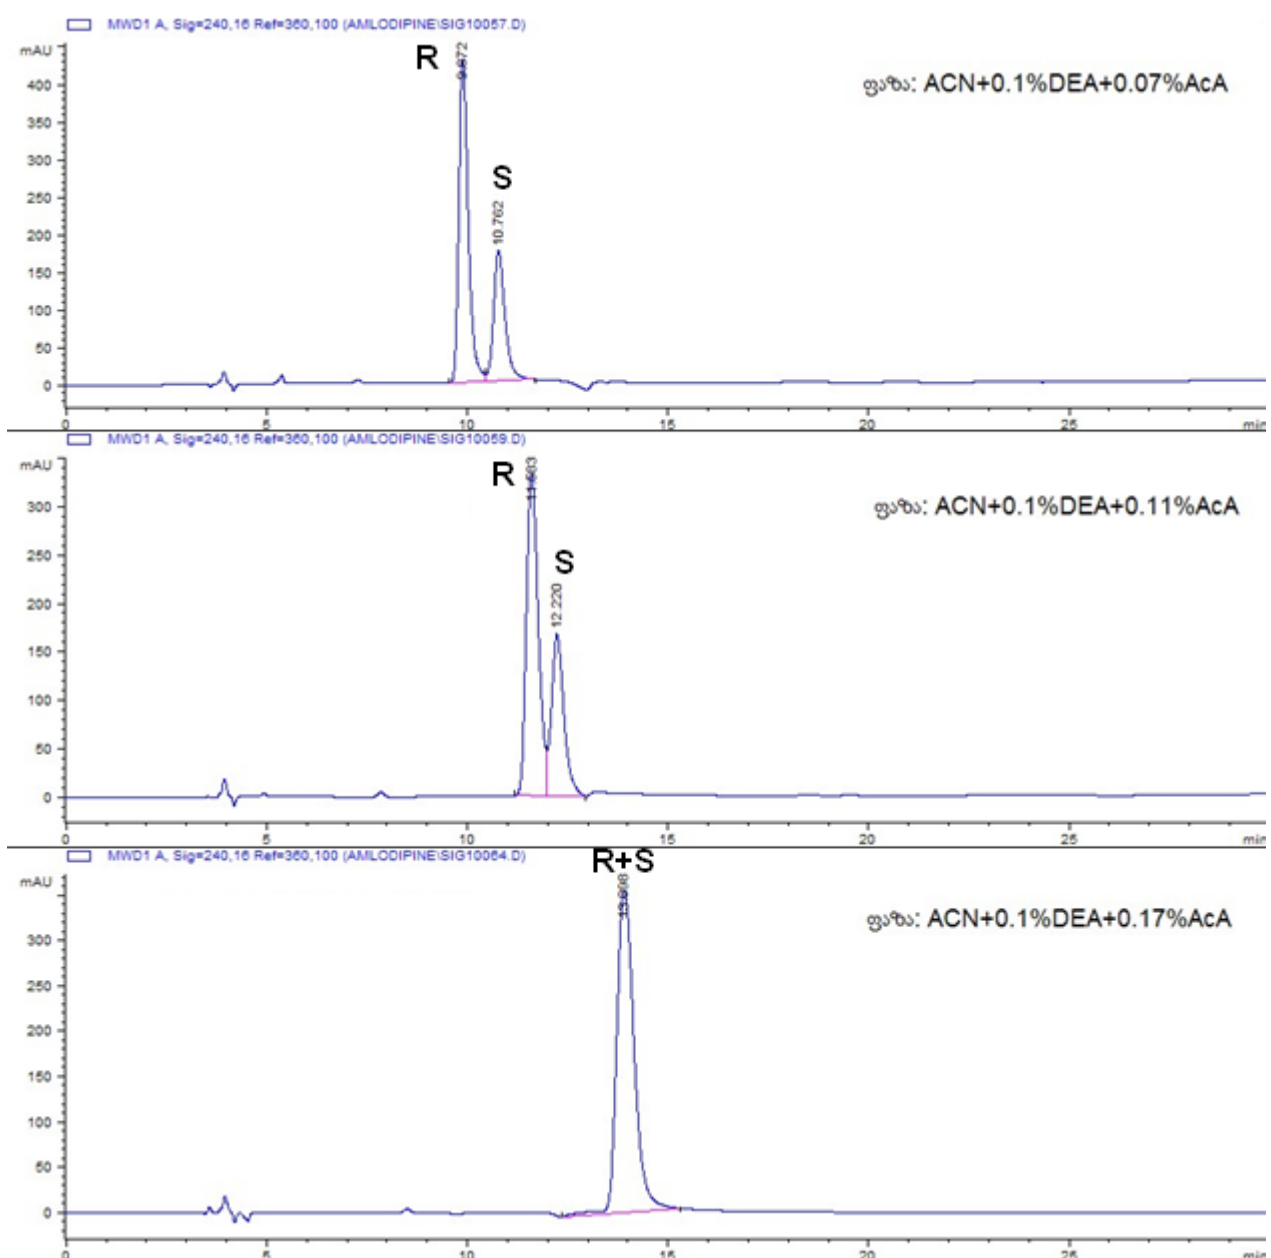 MWD1 A, Sig=240,16 Ref=360,100 (AMLODIPINE\SIG10057.D)
mAU
R
9.872
ფაზა: ACN+0.1%DEA+0.07%AcA
400
350
300
250
S
10.762
200
150
100
50
0
0 5 10 15 20 25 min
MWD1 A, Sig=240,16 Ref=360,100 (AMLODIPINE\SIG10059.D)
mAU
R
ფაზა: ACN+0.1%DEA+0.11%AcA
300
250
S
12.220
200
150
100
50
0
0 5 10 15 20 25 min
MWD1 A, Sig=240,16 Ref=360,100 (AMLODIPINE\SIG10064.D)
R+S
mAU
ფაზა: ACN+0.1%DEA+0.17%AcA
300
250
200
150
100
50
0
0 5 10 15 20 25 min